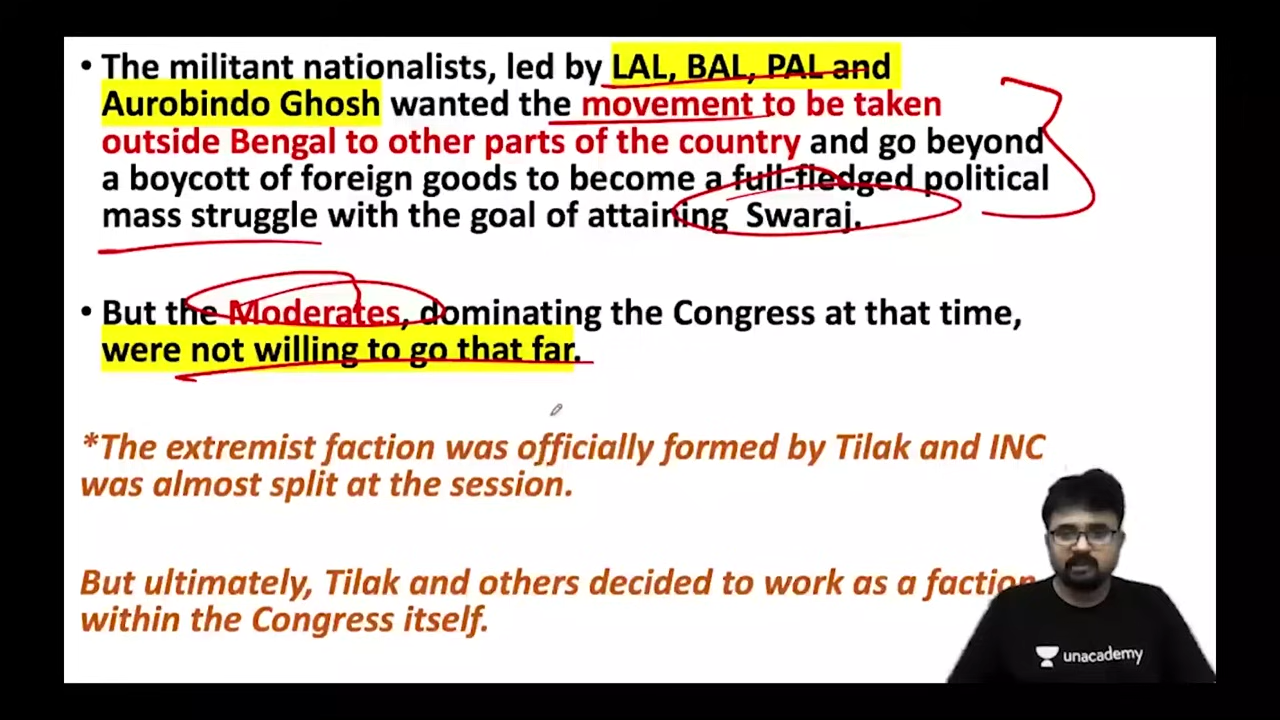 • The militant nationalists, led by LAL, BAL, PAL and
Aurobindo Ghosh wanted the movement to be taken
outside Bengal to other parts of the country and go beyond
a boycott of foreign goods to become a full-fledged political
mass struggle with the goal of attaining Swaraj.
• But the Moderates, dominating the Congress at that time,
were not willing to go that far.
*The extremist faction was officially formed by Tilak and INC
was almost split at the session.
But ultimately, Tilak and others decided to work as a faction
within the Congress itself.
unacademy